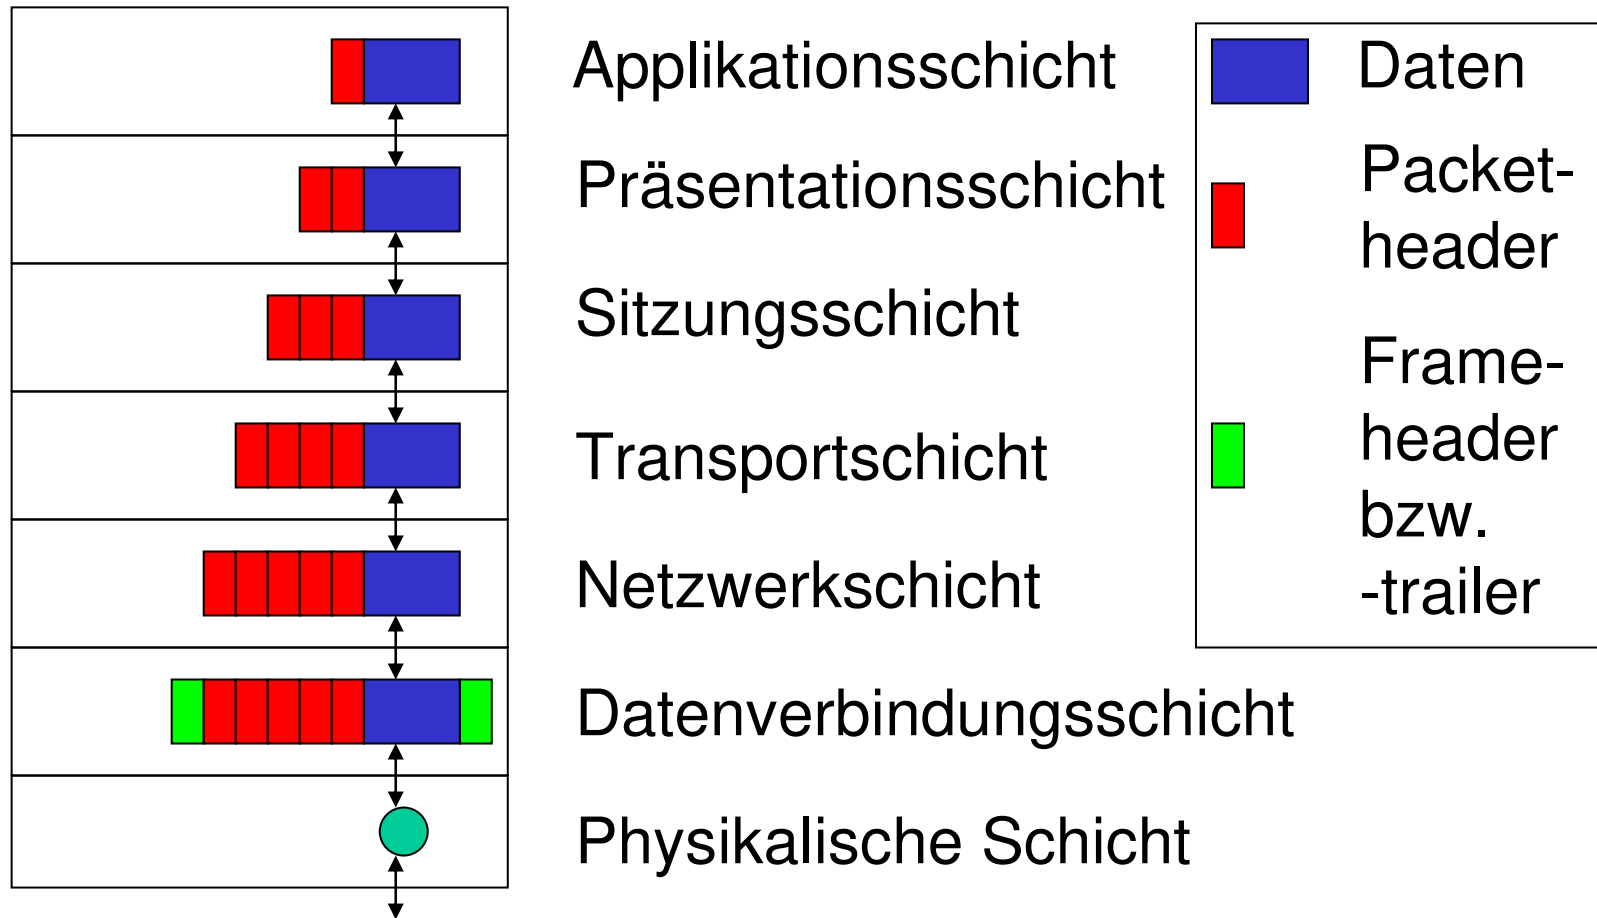 Applikationsschicht
Präsentationsschicht
Sitzungsschicht
Transportschicht
Netzwerkschicht
Datenverbindungsschicht
Physikalische Schicht
Daten
Packet-
header
Frame-
header
bzw.
-trailer